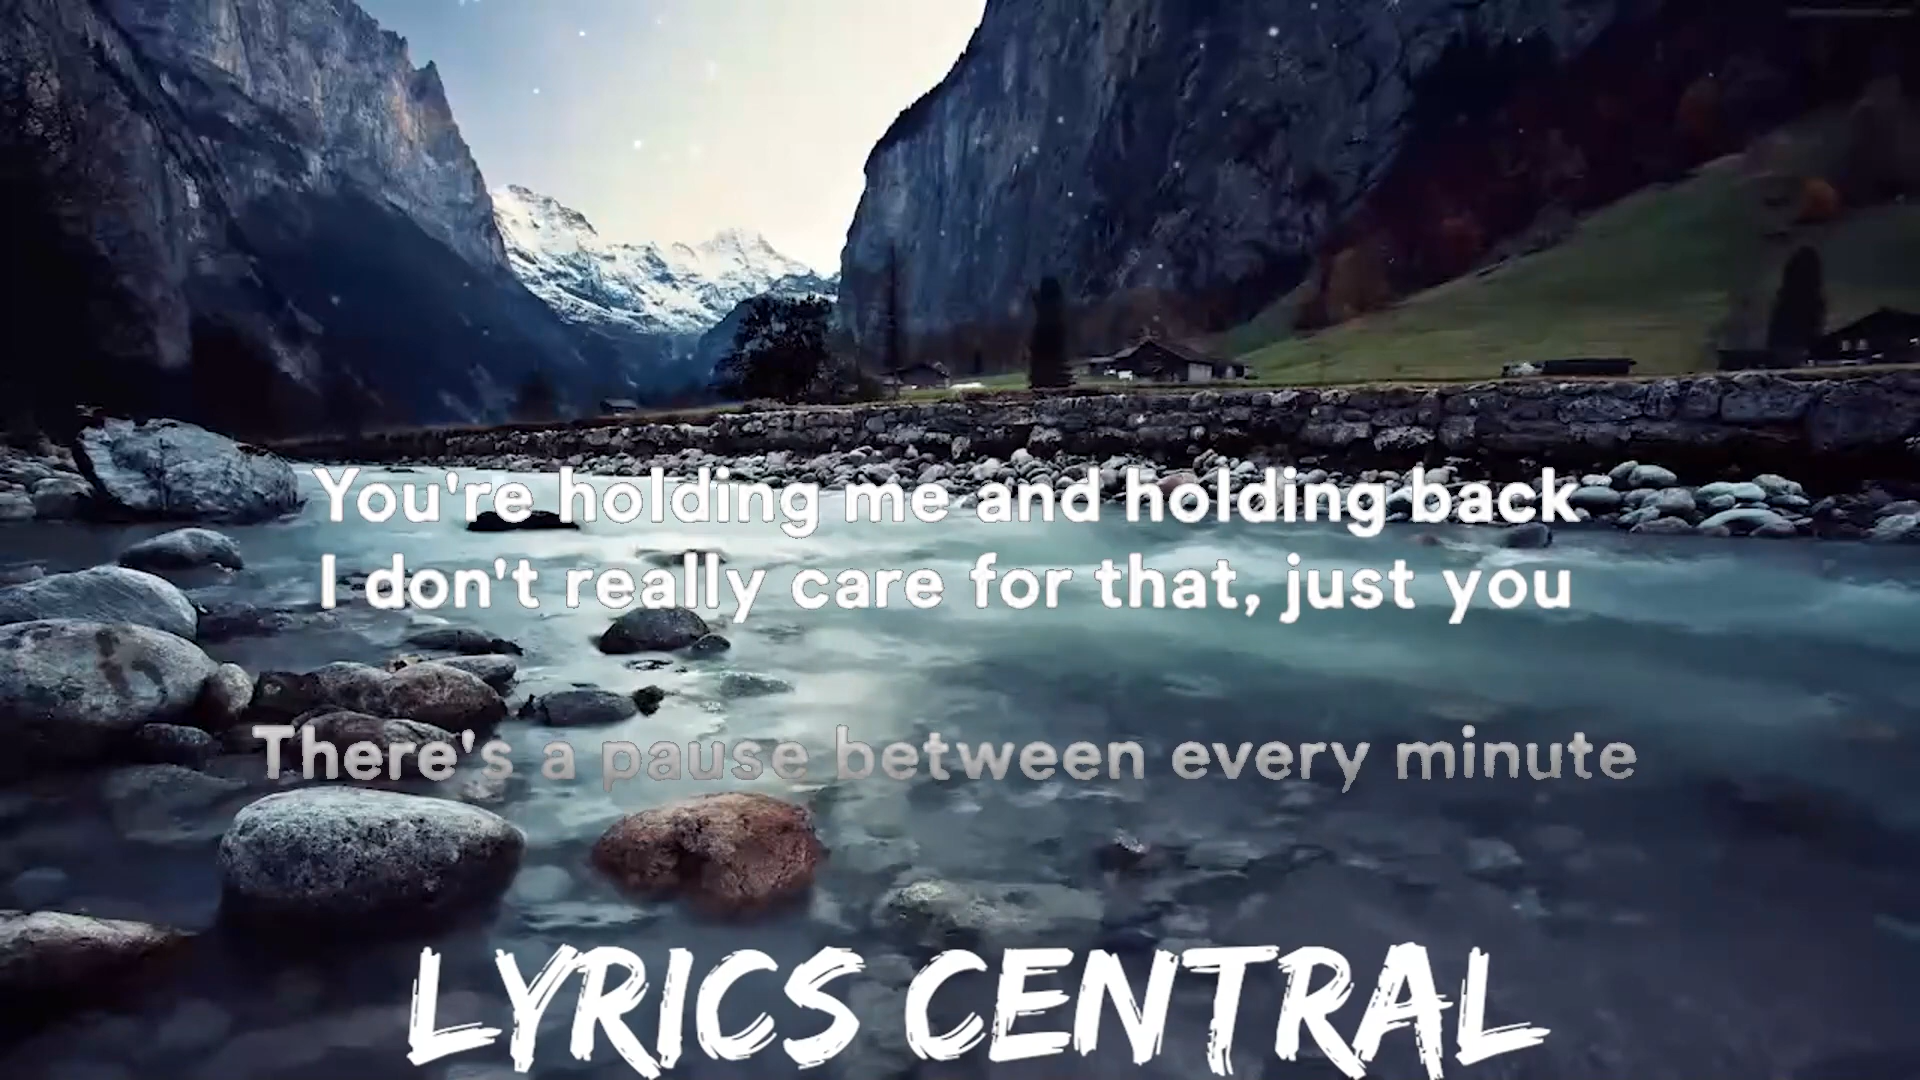 You're holding me and holding back
I don't really care for that, just you
There's a pause between every minute
LYRICS CENTRAL